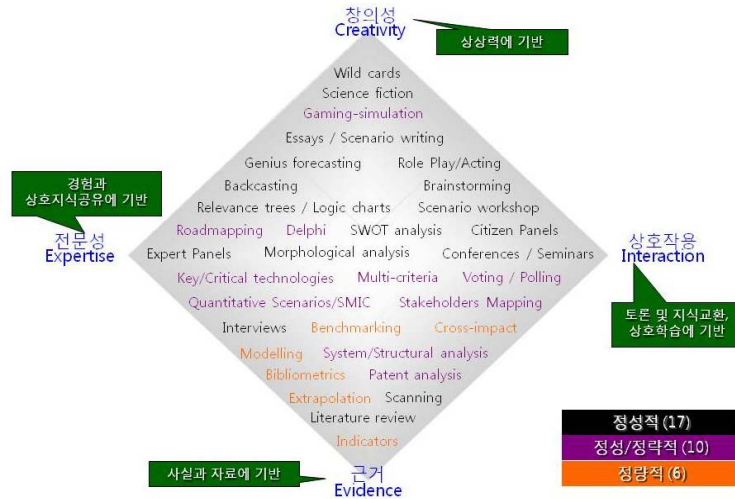 창의성
Creativity
상상력에 기반
Wild cards
Science fiction
Gaming-simulation
Essays / Scenario writing
Genius forecasting Role Play/Acting
경험과
상호지식공유에 기반
Backcasting Brainstorming
Relevance trees / Logic charts Scenario workshop
Roadmapping Delphi SWOT analysis Citizen Panels
전문성
Expertise
상호작용
Interaction
Expert Panels Morphological analysis Conferences / Seminars
Key/Critical technologies Multi-criteria Voting / Polling
Quantitative Scenarios/SMIC Stakeholders Mapping
토론 및 지식교환,
상호학습에 기반
Interviews Benchmarking Cross-impact
Modelling System/Structural analysis
Bibliometrics Patent analysis
Extrapolation Scanning
Literature review
Indicators
정성적 (17)
정성/정략적 (10)
정량적 (6)
사실과 자료에 기반
근거
Evidence